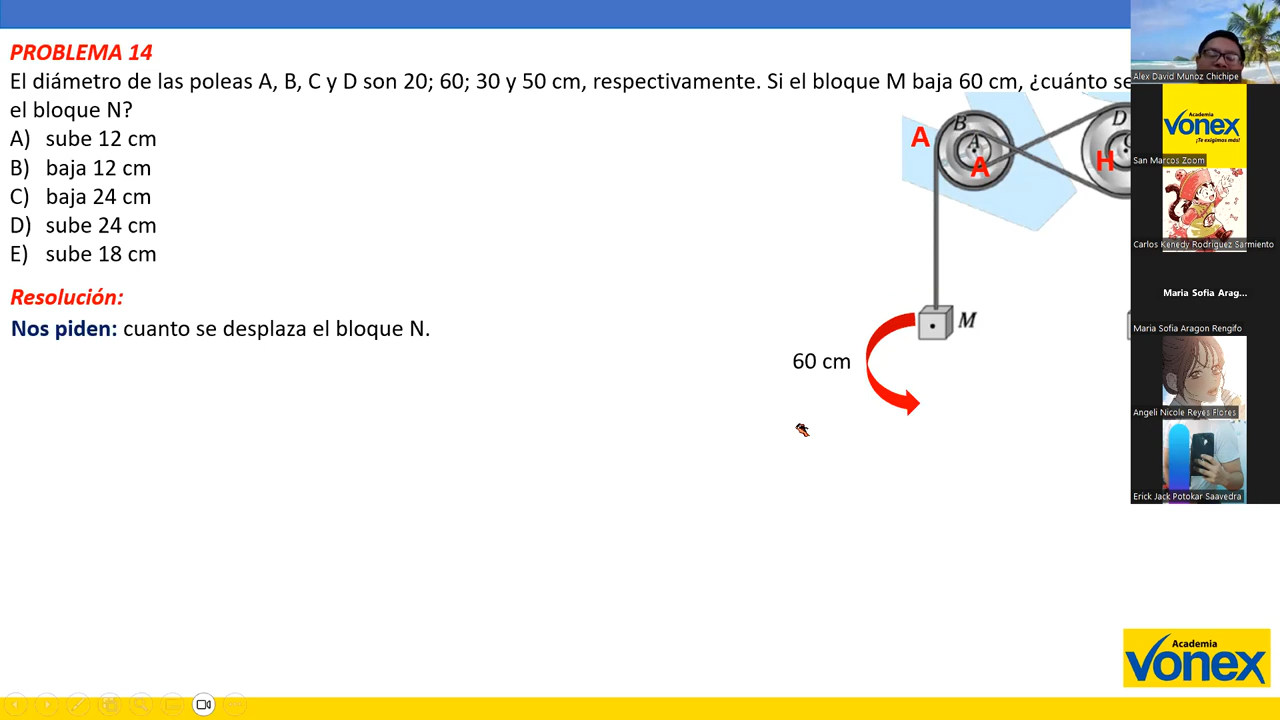 PROBLEMA 14
El diámetro de las poleas A, B, C y D son 20; 60; 30 y 50 cm, respectivamente. Si el bloque M baja 60 cm, ¿cuánto se
el bloque N?
A) sube 12 cm
B) baja 12 cm
C) baja 24 cm
D) sube 24 cm
E) sube 18 cm
Resolución:
Nos piden: cuanto se desplaza el bloque N.
B
A
A
A
D
H
M
60 cm
Alex David Munoz Chichipe
Academia
vonex
¡Te exigimos más!
San Marcos Zoom
Carlos Kenedy Rodriguez Sarmiento
Maria Sofia Arag...
Maria Sofia Aragon Rengifo
Angeli Nicole Reyes Flores
Erick Jack Potokar Saavedra
Academia
vonex